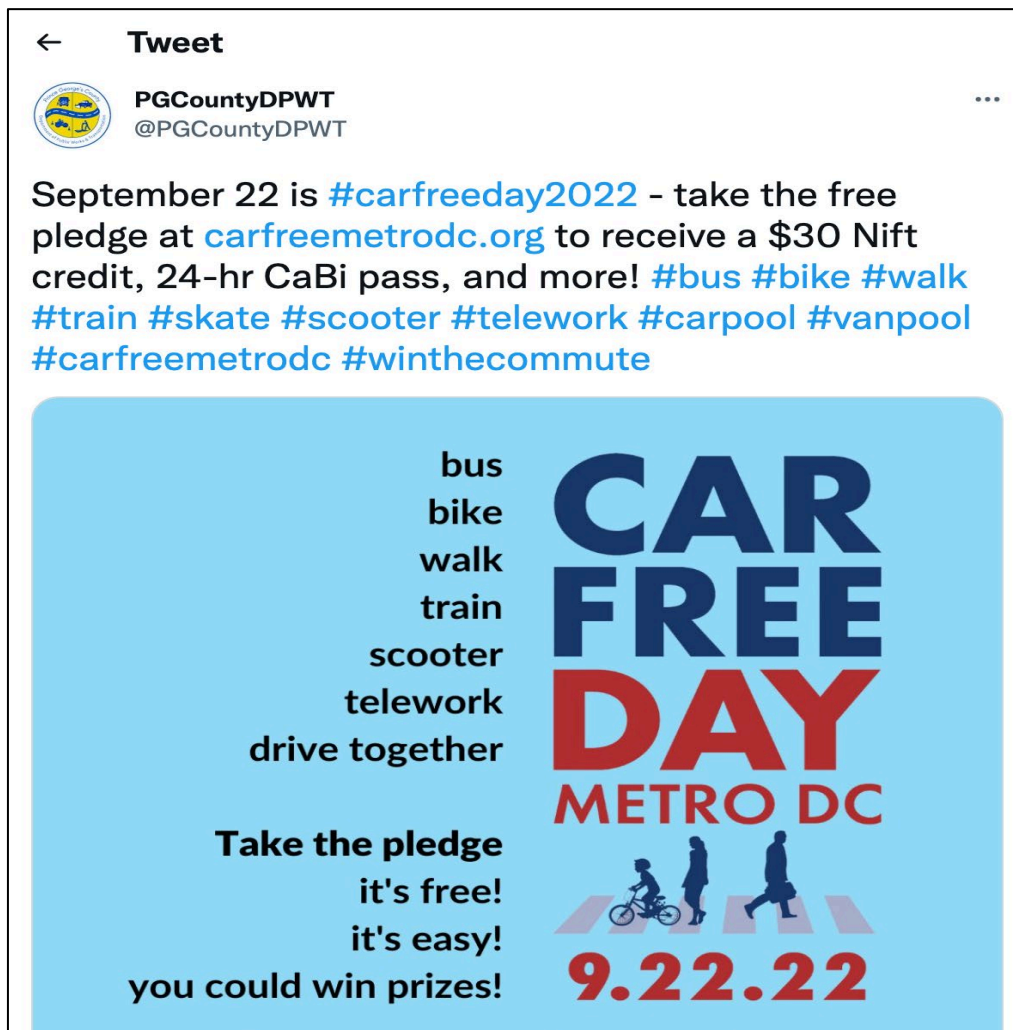 Tweet
PGCountyDPWT
@PGCountyDPWT
September 22 is #carfreeday2022 - take the free
pledge at carfreemetrodc.org to receive a $30 Nift
credit, 24-hr CaBi pass, and more! #bus #bike #walk
#train #skate #scooter #telework #carpool #vanpool
#carfreemetrodc #winthecommute
bus
bike
walk
train
scooter
telework
drive together
Take the pledge
it's free!
it's easy!
you could win prizes!
CAR
FREE
DAY
METRO DC
9.22.22